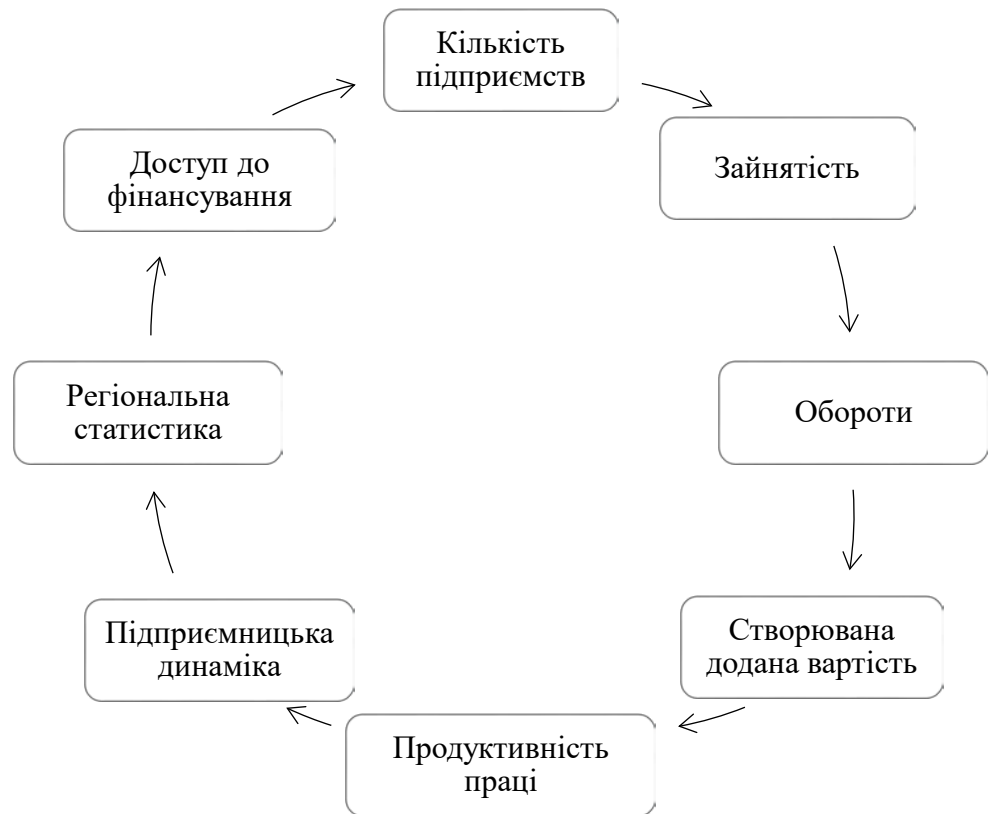 Кількість
підприємств
Зайнятість
Обороти
Створювана
додана вартість
Продуктивність
праці
Підприємницька
динаміка
Регіональна
статистика
Доступ до
фінансування